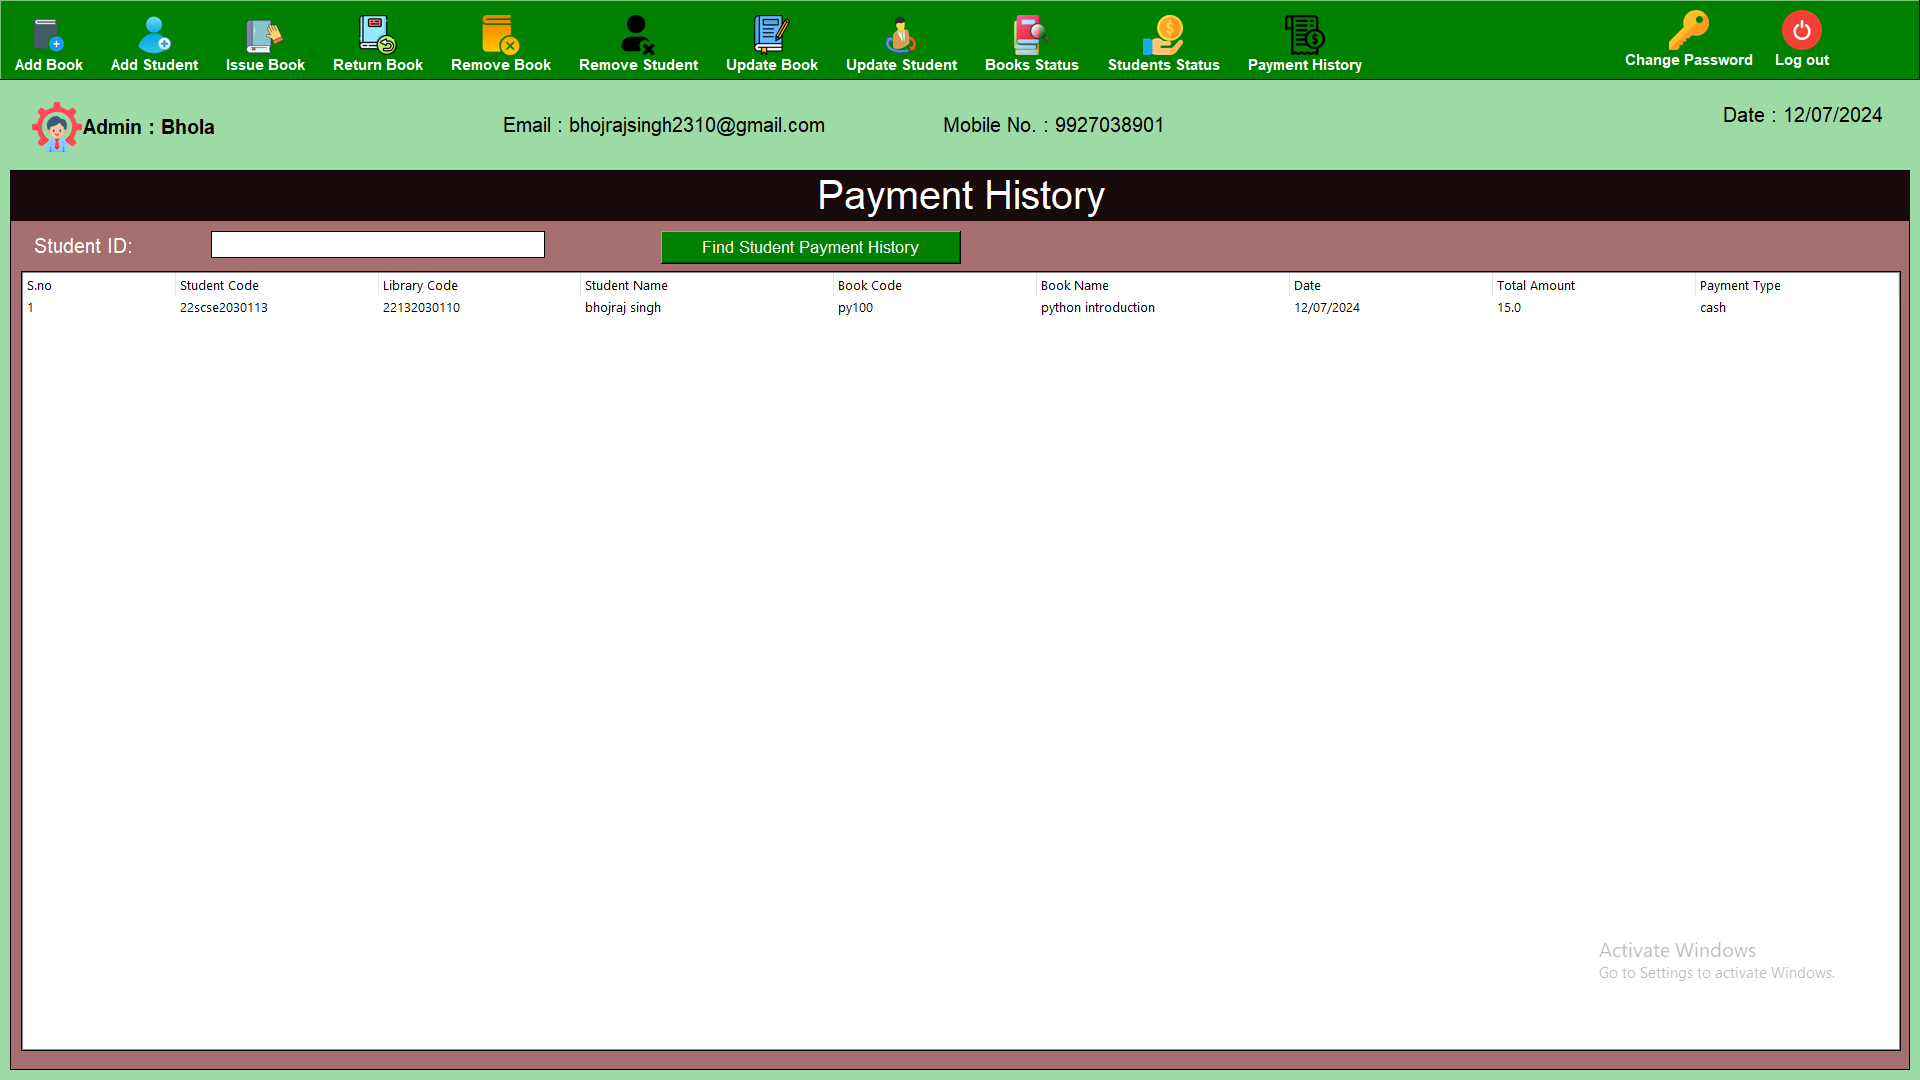 Add Book Add Student Issue Book Return Book Remove Book Remove Student Update Book Update Student Books Status Students Status Payment History Change Password Log out
Admin : Bhola Email : bhojrajsingh2310@gmail.com Mobile No. : 9927038901 Date : 12/07/2024
Payment History
Student ID: Find Student Payment History
S.no Student Code Library Code Student Name Book Code Book Name Date Total Amount Payment Type
1 22scse2030113 22132030110 bhojraj singh py100 python introduction 12/07/2024 15.0 cash
Activate Windows
Go to Settings to activate Windows.